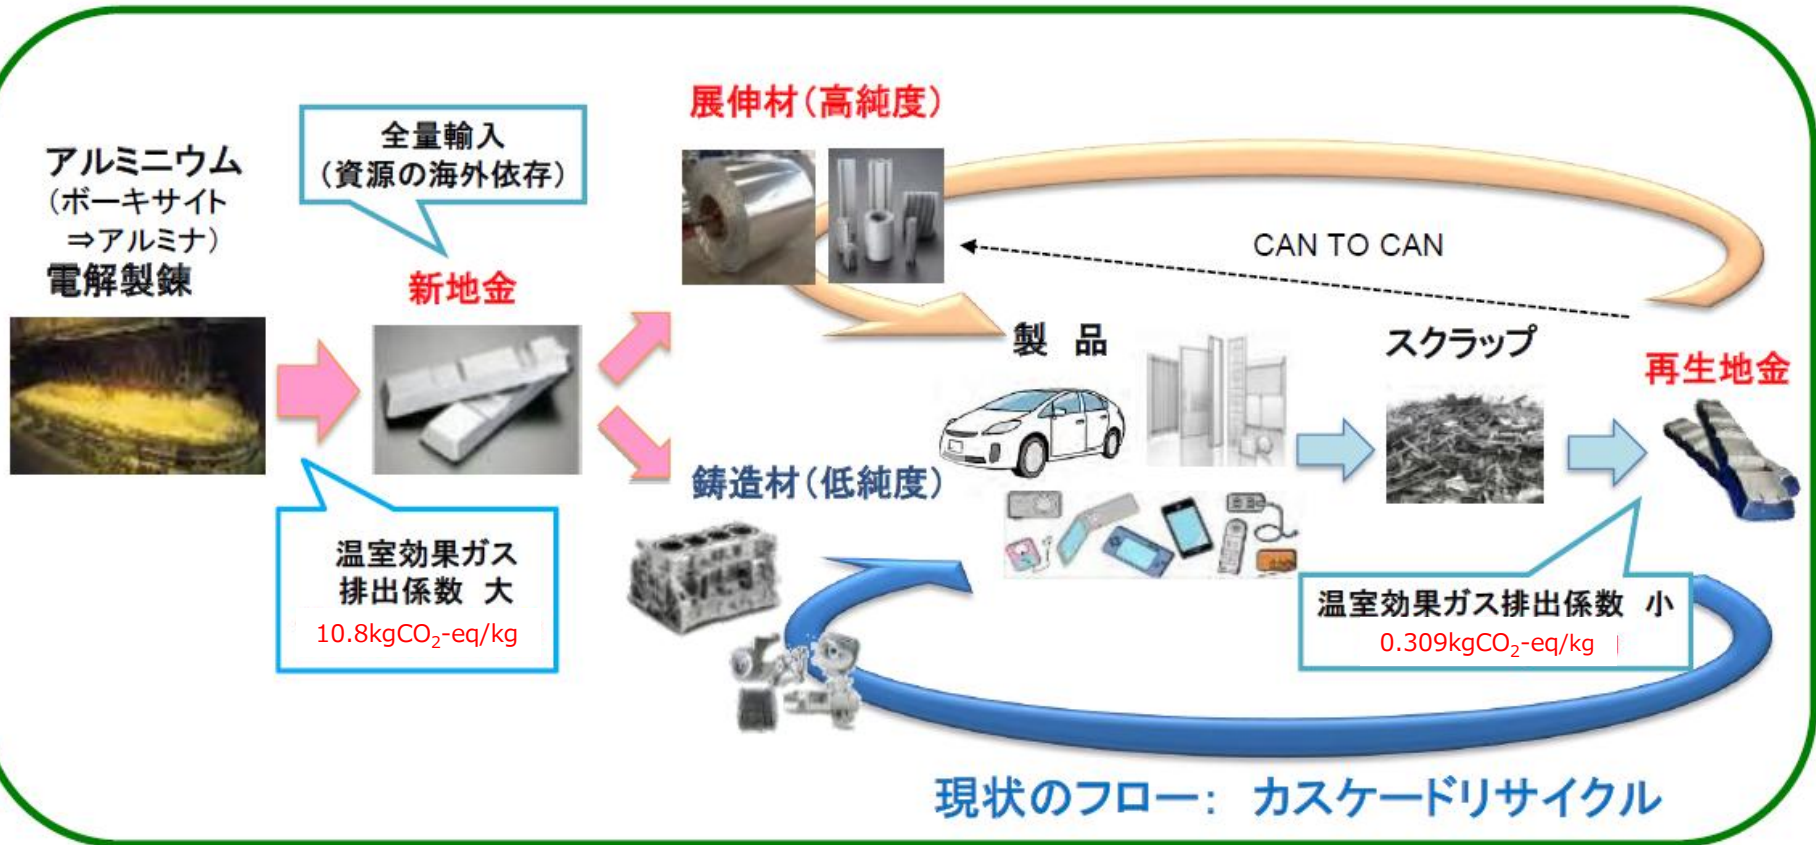 展伸材（高純度）
全量輸入
（資源の海外依存）
アルミニウム
（ボーキサイト
⇒アルミナ）
電解製錬
新地金
CAN TO CAN
製 品
スクラップ
再生地金
鋳造材（低純度）
温室効果ガス
排出係数 大
10.8kgCO₂-eq/kg
温室効果ガス排出係数 小
0.309kgCO₂-eq/kg
現状のフロー： カスケードリサイクル